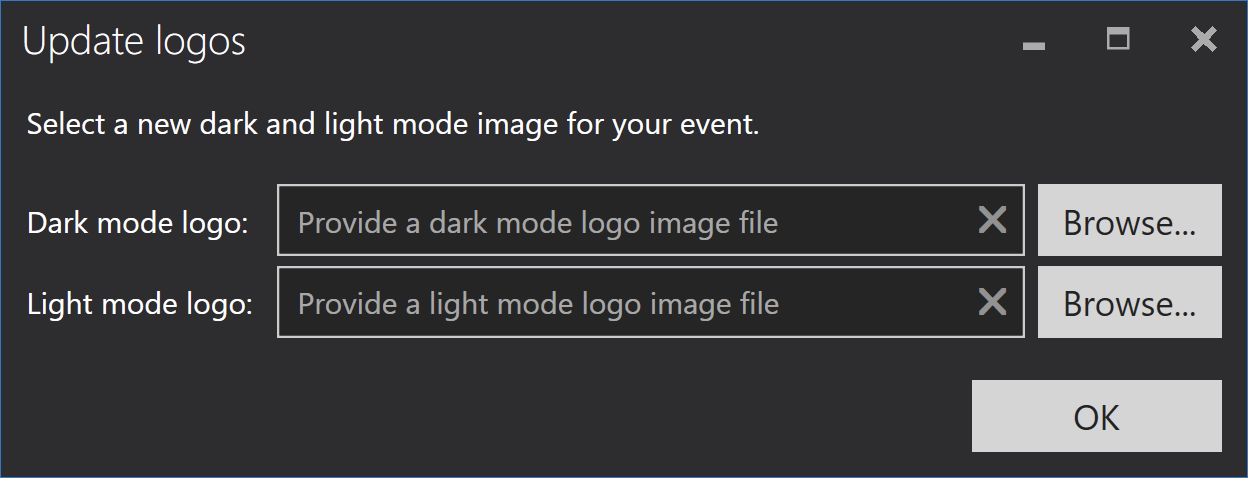 Update logos
Select a new dark and light mode image for your event.
Dark mode logo: Provide a dark mode logo image file Browse...
Light mode logo: Provide a light mode logo image file Browse...
OK